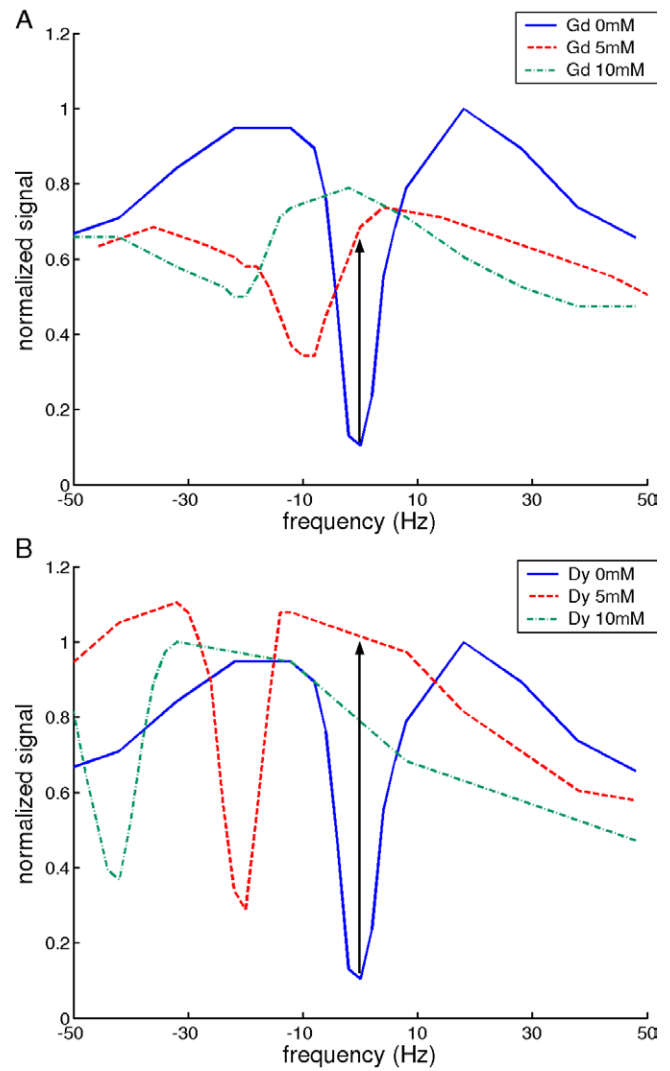 A
1.2
1
0.8
0.6
0.4
0.2
0
normalized signal
-50
-30
-10
10
30
50
frequency (Hz)
Gd 0mM
Gd 5mM
Gd 10mM
B
1.2
1
0.8
0.6
0.4
0.2
0
normalized signal
-50
-30
-10
10
30
50
frequency (Hz)
Dy 0mM
Dy 5mM
Dy 10mM